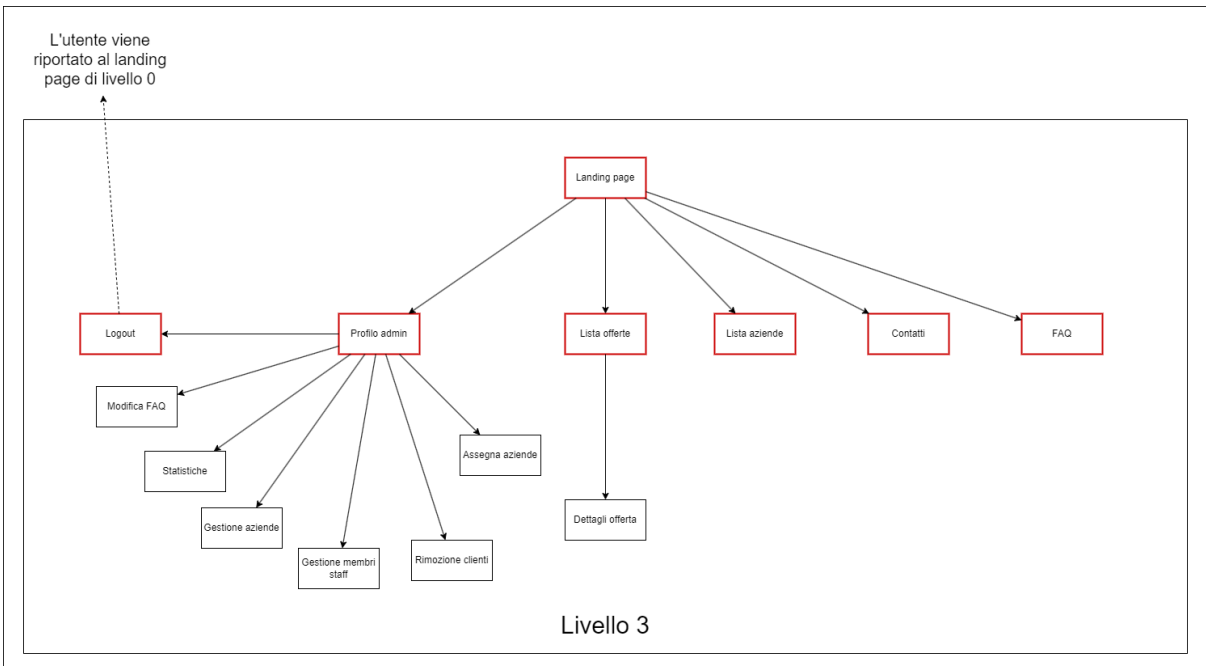 L'utente viene
riportato al landing
page di livello 0
Landing page
Logout
Profilo admin
Lista offerte
Lista aziende
Contatti
FAQ
Modifica FAQ
Assegna aziende
Statistiche
Gestione aziende
Dettagli offerta
Gestione membri
staff
Rimozione clienti
Livello 3